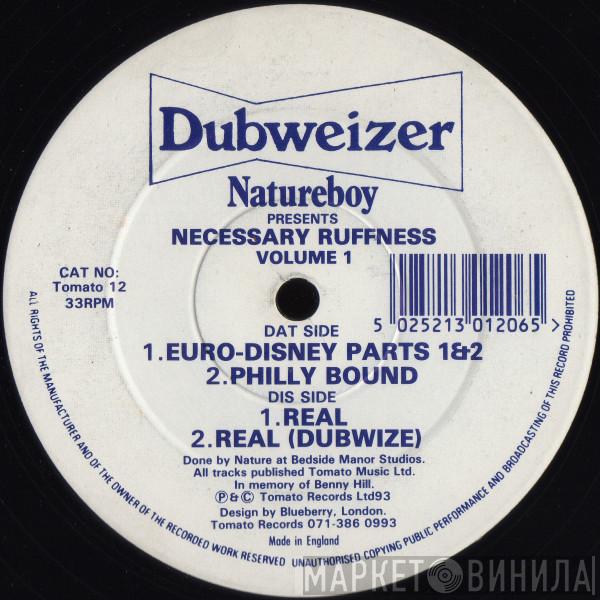 Dubweizer
Natureboy
PRESENTS
NECESSARY RUFFNESS
VOLUME 1
CAT NO:
Tomato 12
33RPM
5 025213 012065 >
DAT SIDE
1.EURO-DISNEY PARTS 1&2
2.PHILLY BOUND
DIS SIDE
1.REAL
2.REAL (DUBWIZE)
Done by Nature at Bedside Manor Studios.
All tracks published Tomato Music Ltd.
In memory of Benny Hill.
Ⓟ & © Tomato Records Ltd93
Design by Blueberry, London.
Tomato Records 071-386 0993
Made in England
ALL RIGHTS OF THE MANUFACTURER AND OF THE OWNER OF THE RECORDED WORK RESERVED UNAUTHORISED COPYING PUBLIC PERFORMANCE AND BROADCASTING OF THIS RECORD PROHIBITED
МАРКЕТ ВИНИЛА